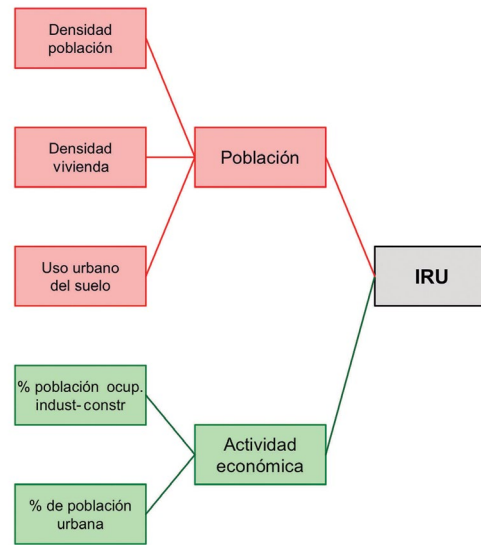 Densidad
población
Densidad
vivienda
Población
Uso urbano
del suelo
IRU
% población ocup.
indust-constr
Actividad
económica
% de población
urbana